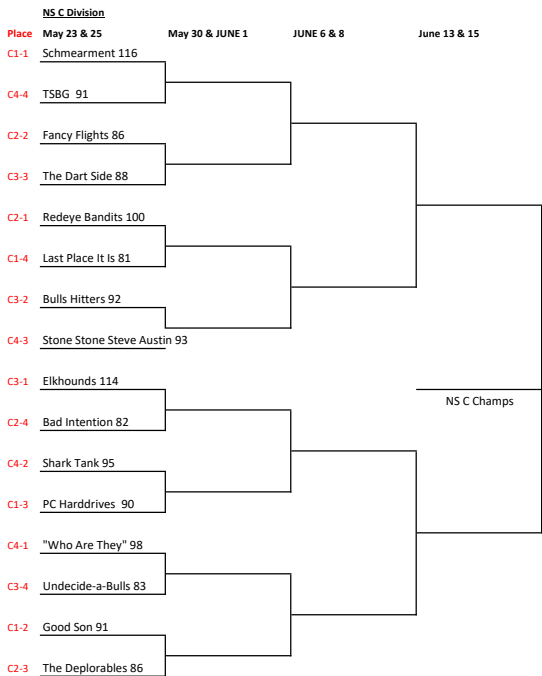 NS C Division
Place May 23 & 25 May 30 & JUNE 1 JUNE 6 & 8 June 13 & 15
C1-1 Schmearment 116
C4-4 TSBG 91
C2-2 Fancy Flights 86
C3-3 The Dart Side 88
C2-1 Redeye Bandits 100
C1-4 Last Place It Is 81
C3-2 Bulls Hitters 92
C4-3 Stone Stone Steve Austin 93
C3-1 Elkhounds 114
NS C Champs
C2-4 Bad Intention 82
C4-2 Shark Tank 95
C1-3 PC Harddrives 90
C4-1 "Who Are They" 98
C3-4 Undecide-a-Bulls 83
C1-2 Good Son 91
C2-3 The Deplorables 86